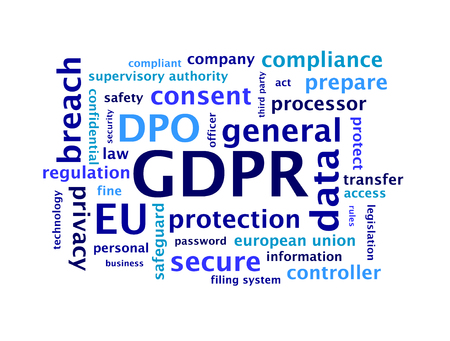 compliant company compliance
supervisory authority
third party
act
prepare
breach
confidential
safety
security
consent
processor
DPO
officer
general
protect
law
GDPR
data
regulation
transfer
fine
access
technology
privacy
EU
safeguard
protection
rules
legislation
personal
password european union
business
secure
information
filing system
controller